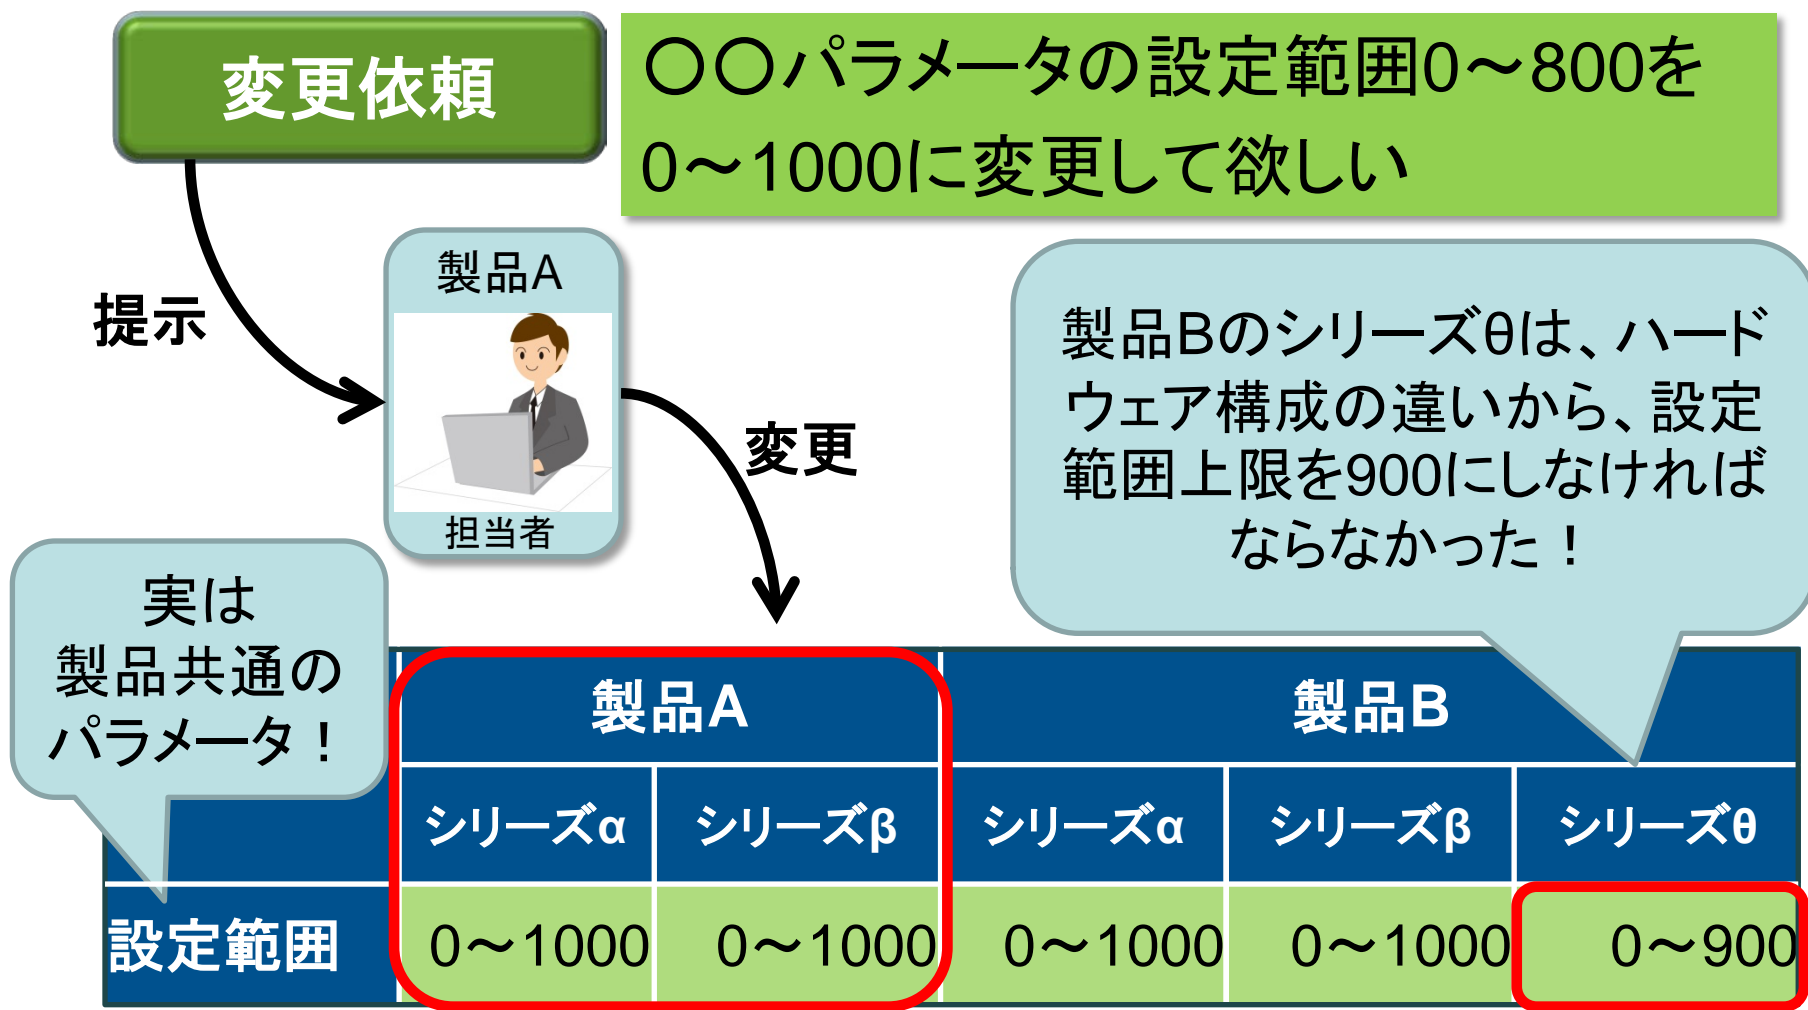 変更依頼
〇〇パラメータの設定範囲0～800を
0～1000に変更して欲しい
提示
製品A
担当者
変更
製品Bのシリーズθは、ハード
ウェア構成の違いから、設定
範囲上限を900にしなければ
ならなかった！
実は
製品共通の
パラメータ！
製品A 製品B
シリーズα シリーズβ シリーズα シリーズβ シリーズθ
設定範囲 0～1000 0～1000 0～1000 0～1000 0～900